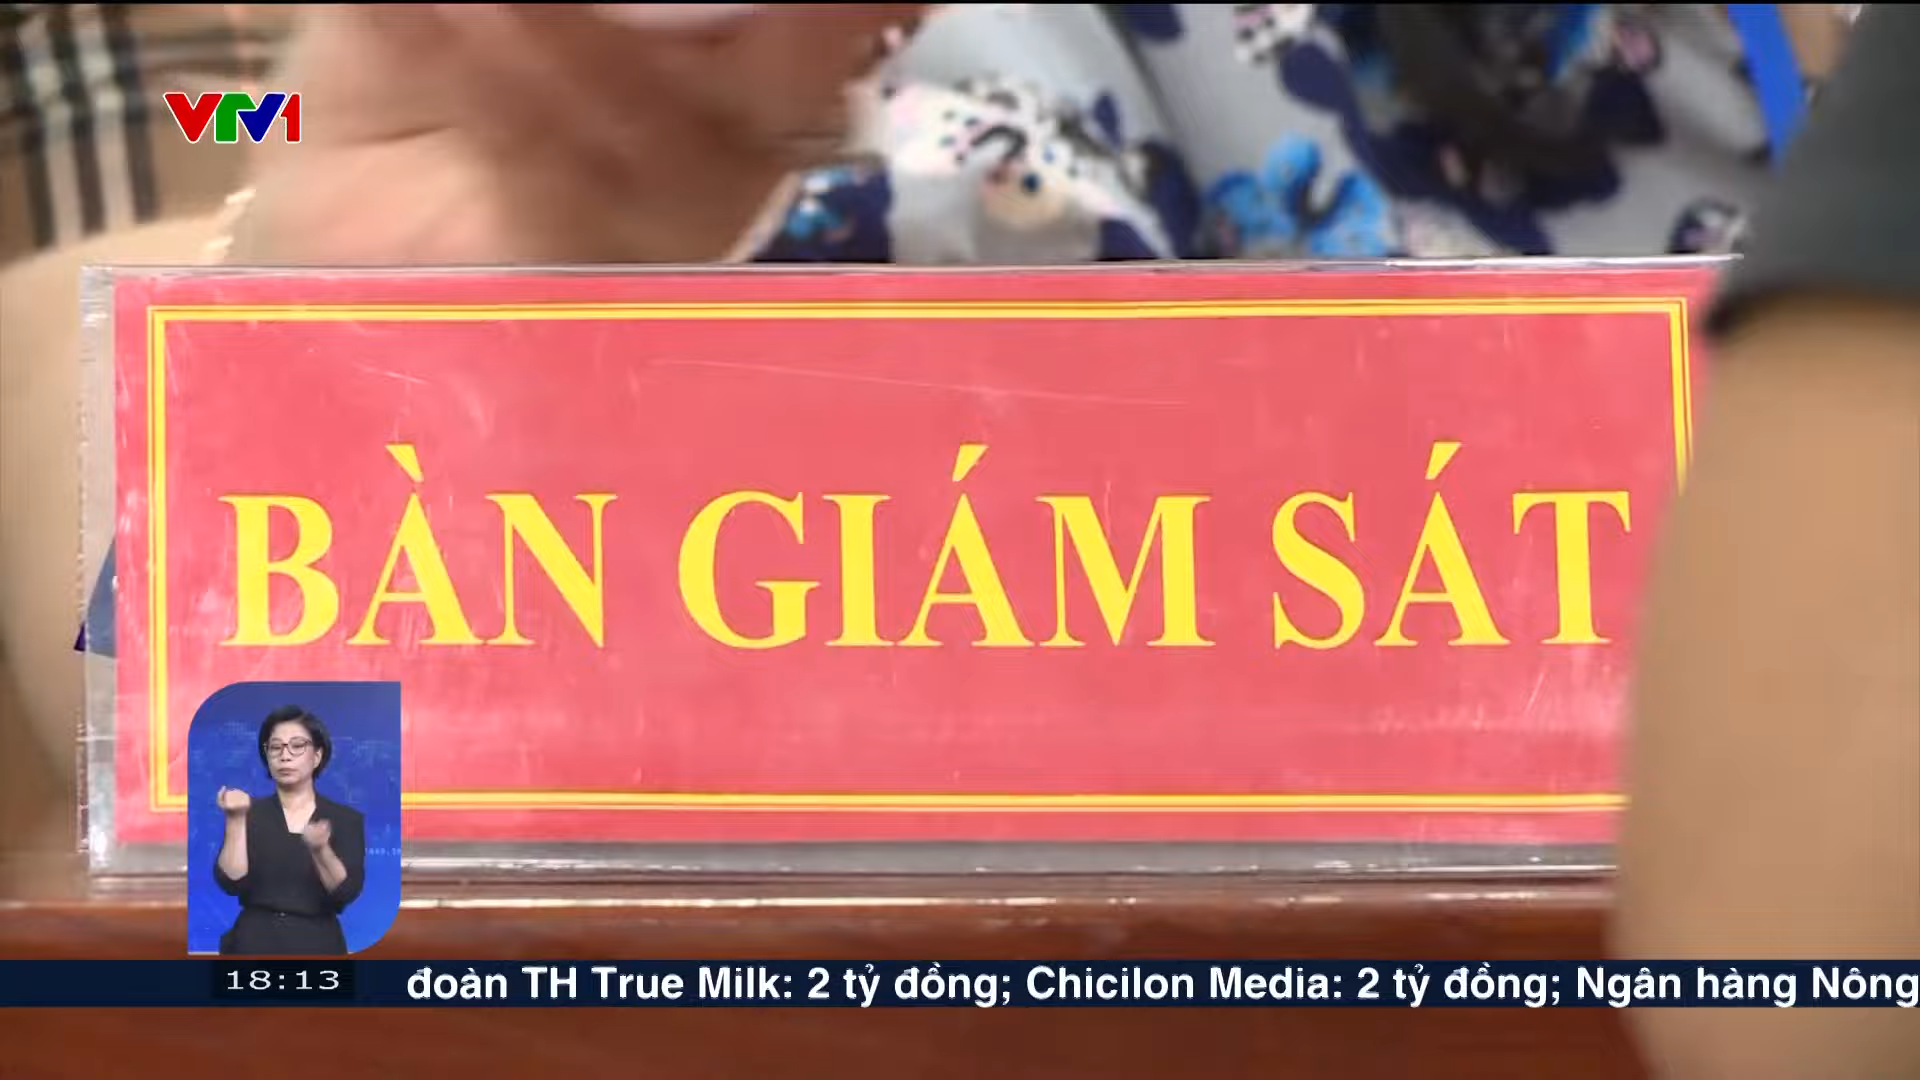 VTV1
BÀN GIÁM SÁT
18:13 đoàn TH True Milk: 2 tỷ đồng; Chicilon Media: 2 tỷ đồng; Ngân hàng Nông